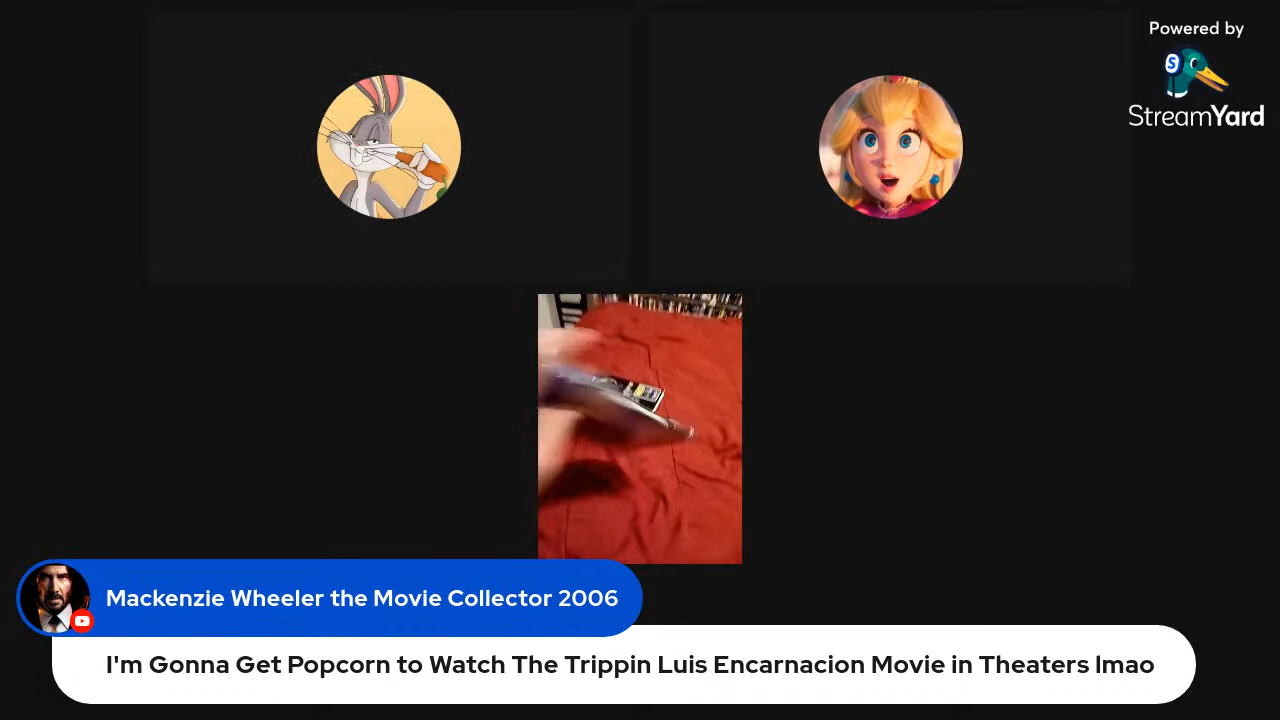 Powered by
StreamYard
Mackenzie Wheeler the Movie Collector 2006
I'm Gonna Get Popcorn to Watch The Trippin Luis Encarnacion Movie in Theaters lmao